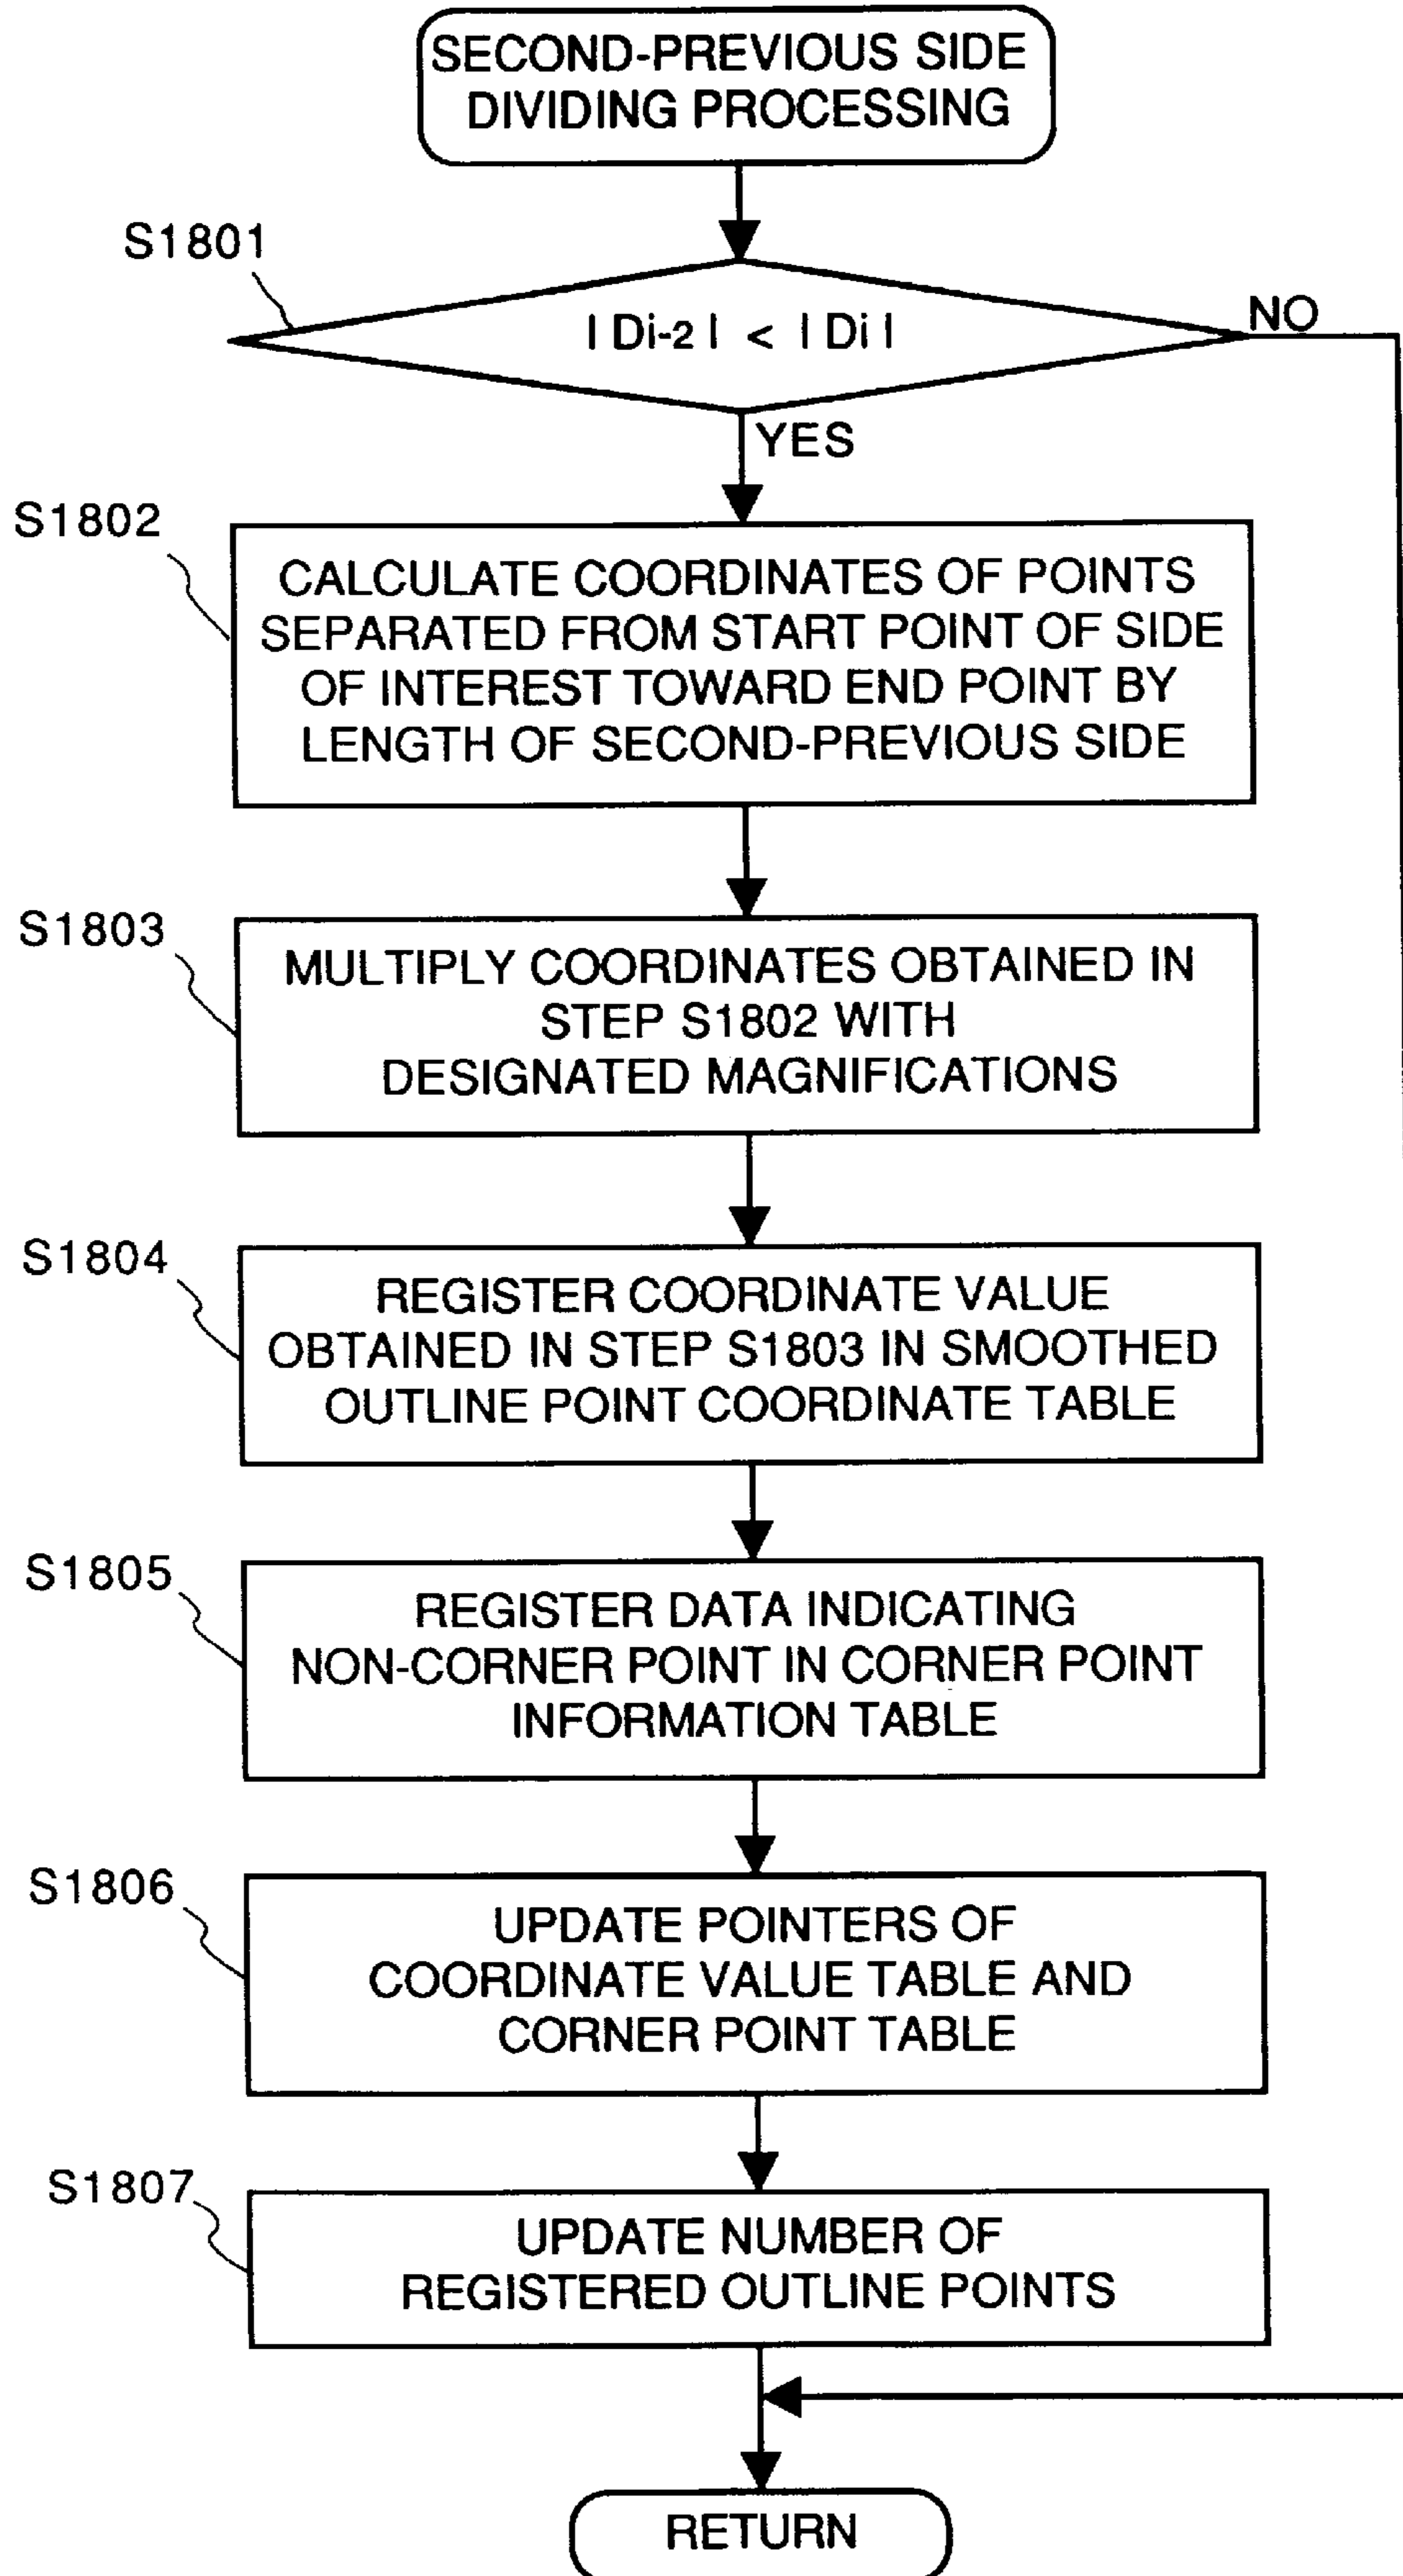 SECOND-PREVIOUS SIDE
DIVIDING PROCESSING
S1801
| Di-2 | < | Di |
NO
YES
S1802
CALCULATE COORDINATES OF POINTS
SEPARATED FROM START POINT OF SIDE
OF INTEREST TOWARD END POINT BY
LENGTH OF SECOND-PREVIOUS SIDE
S1803
MULTIPLY COORDINATES OBTAINED IN
STEP S1802 WITH
DESIGNATED MAGNIFICATIONS
S1804
REGISTER COORDINATE VALUE
OBTAINED IN STEP S1803 IN SMOOTHED
OUTLINE POINT COORDINATE TABLE
S1805
REGISTER DATA INDICATING
NON-CORNER POINT IN CORNER POINT
INFORMATION TABLE
S1806
UPDATE POINTERS OF
COORDINATE VALUE TABLE AND
CORNER POINT TABLE
S1807
UPDATE NUMBER OF
REGISTERED OUTLINE POINTS
RETURN